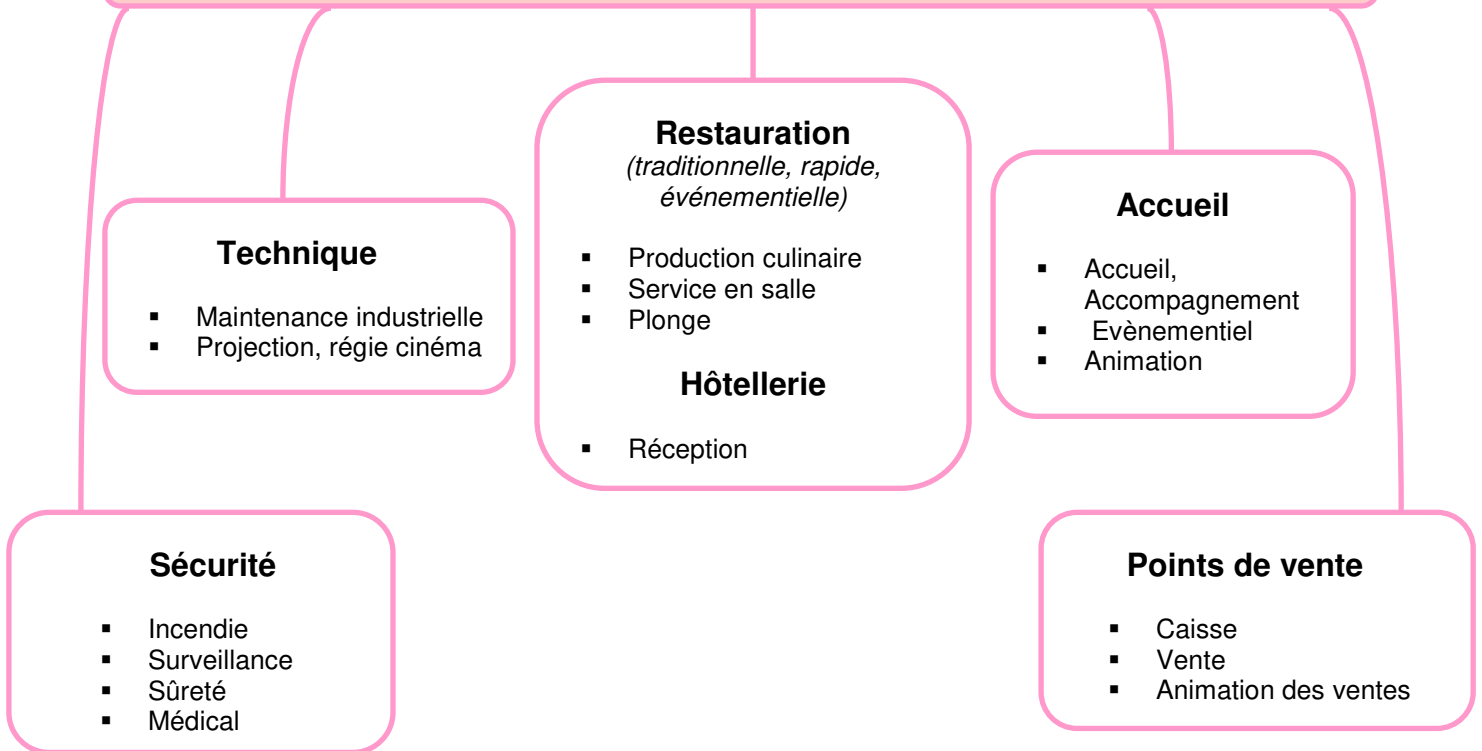 Technique
▪ Maintenance industrielle
▪ Projection, régie cinéma
Restauration
(traditionnelle, rapide,
événementielle)
▪ Production culinaire
▪ Service en salle
▪ Plonge
Hôtellerie
▪ Réception
Accueil
▪ Accueil,
Accompagnement
▪ Evènementiel
▪ Animation
Sécurité
▪ Incendie
▪ Surveillance
▪ Sûreté
▪ Médical
Points de vente
▪ Caisse
▪ Vente
▪ Animation des ventes